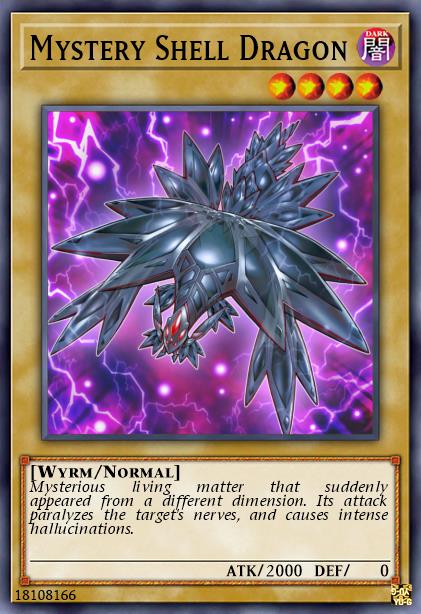 Mystery Shell Dragon
DARK
闇
[Wyrm/Normal]
Mysterious living matter that suddenly
appeared from a different dimension. Its attack
paralyzes the target's nerves, and causes intense
hallucinations.
ATK/2000 DEF/ 0
18108166